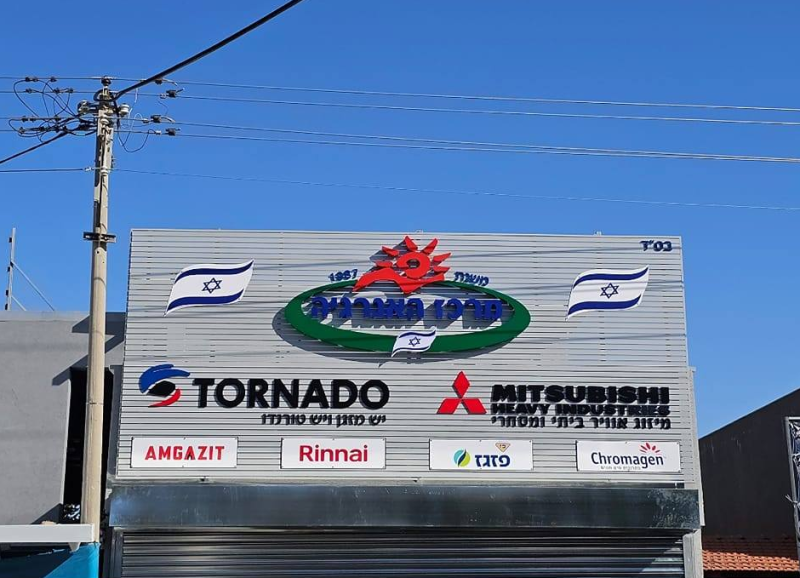 בס״ד
משנת 1987
מרכז האנרגיה
TORNADO
יש מזגן ויש טורנדו
MITSUBISHI
HEAVY INDUSTRIES
מיזוג אוויר ביתי ומסחרי
AMGAZIT
Rinnai
פזגז
Chromagen